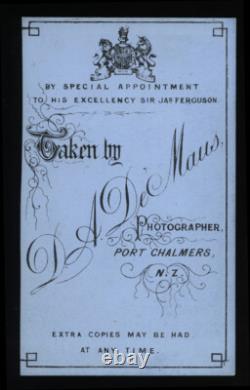 BY SPECIAL APPOINTMENT
TO HIS EXCELLENCY SIR JAS FERGUSON.
Taken by
D A De Maus,
PHOTOGRAPHER,
PORT CHALMERS,
N.Z.
EXTRA COPIES MAY BE HAD
AT ANY TIME.
ebay